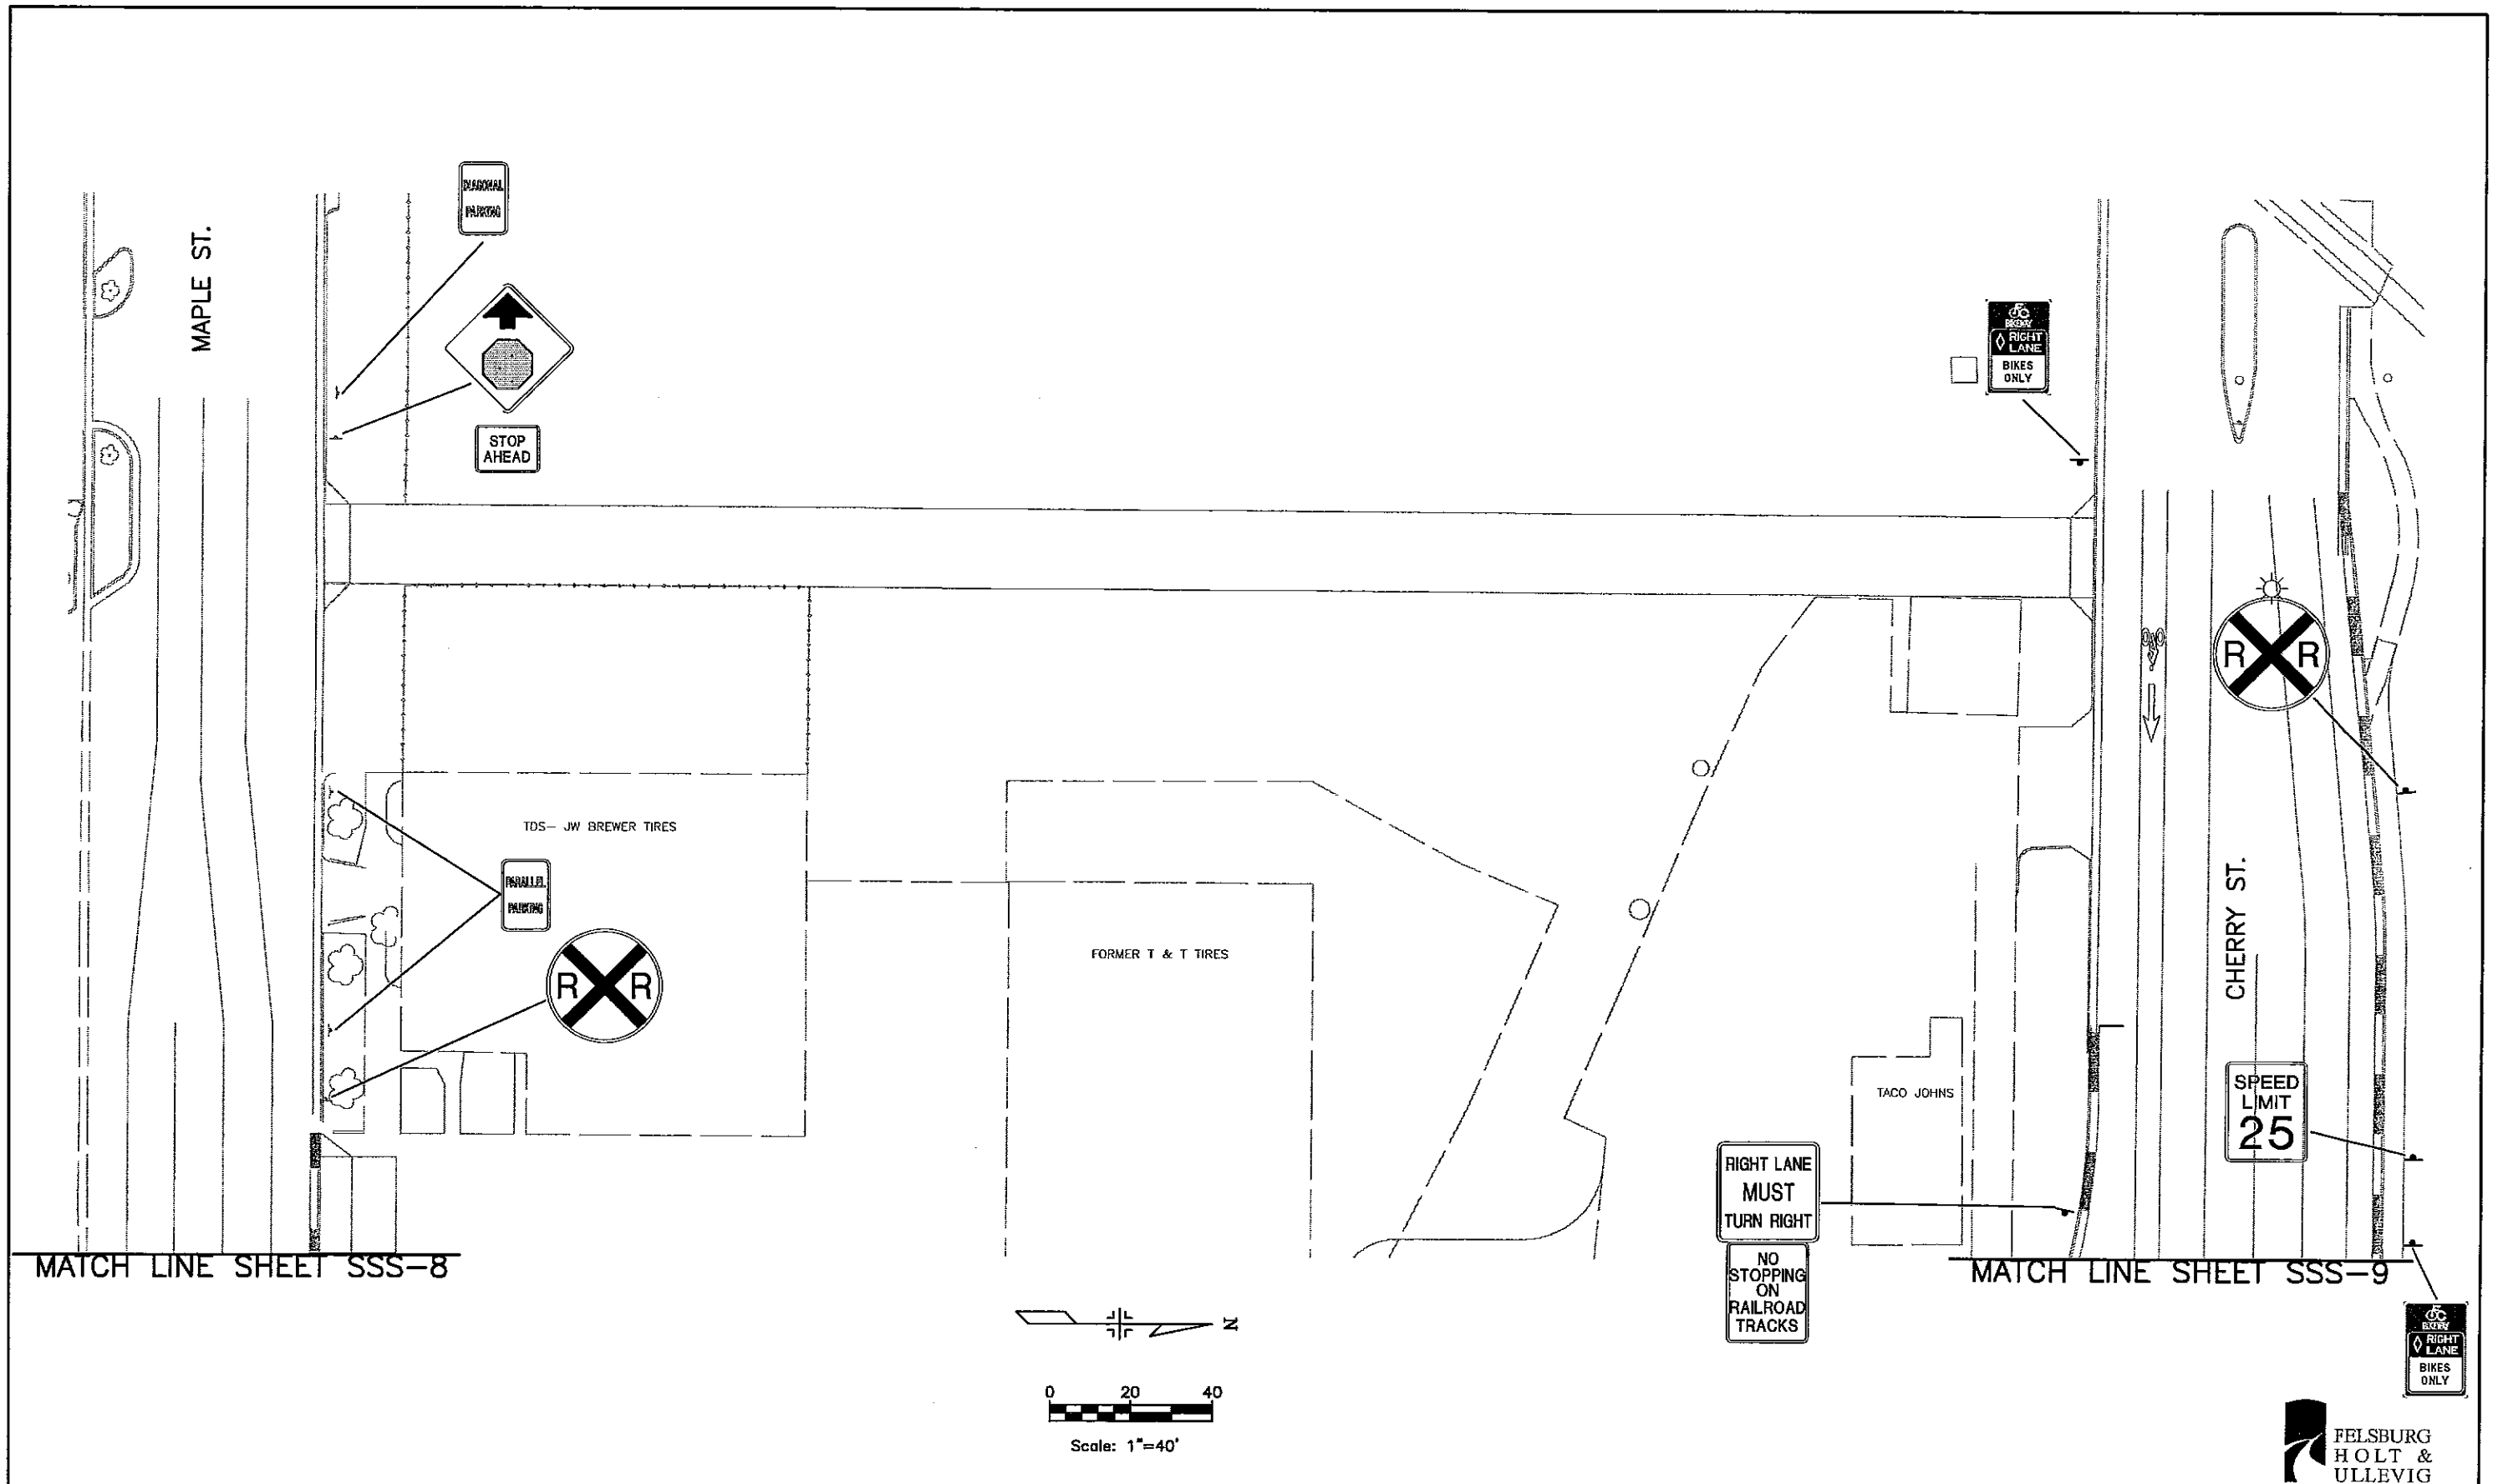 DIAGONAL
PARKING
MAPLE ST.
STOP
AHEAD
BIKEWAY
RIGHT
LANE
BIKES
ONLY
R R
TDS- JW BREWER TIRES
PARALLEL
PARKING
R R
FORMER T & T TIRES
CHERRY ST.
TACO JOHNS
SPEED
LIMIT
25
RIGHT LANE
MUST
TURN RIGHT
NO
STOPPING
ON
RAILROAD
TRACKS
MATCH LINE SHEET SSS-8
MATCH LINE SHEET SSS-9
N
BIKEWAY
RIGHT
LANE
BIKES
ONLY
0 20 40
Scale: 1"=40'
FELSBURG
HOLT &
ULLEVIG